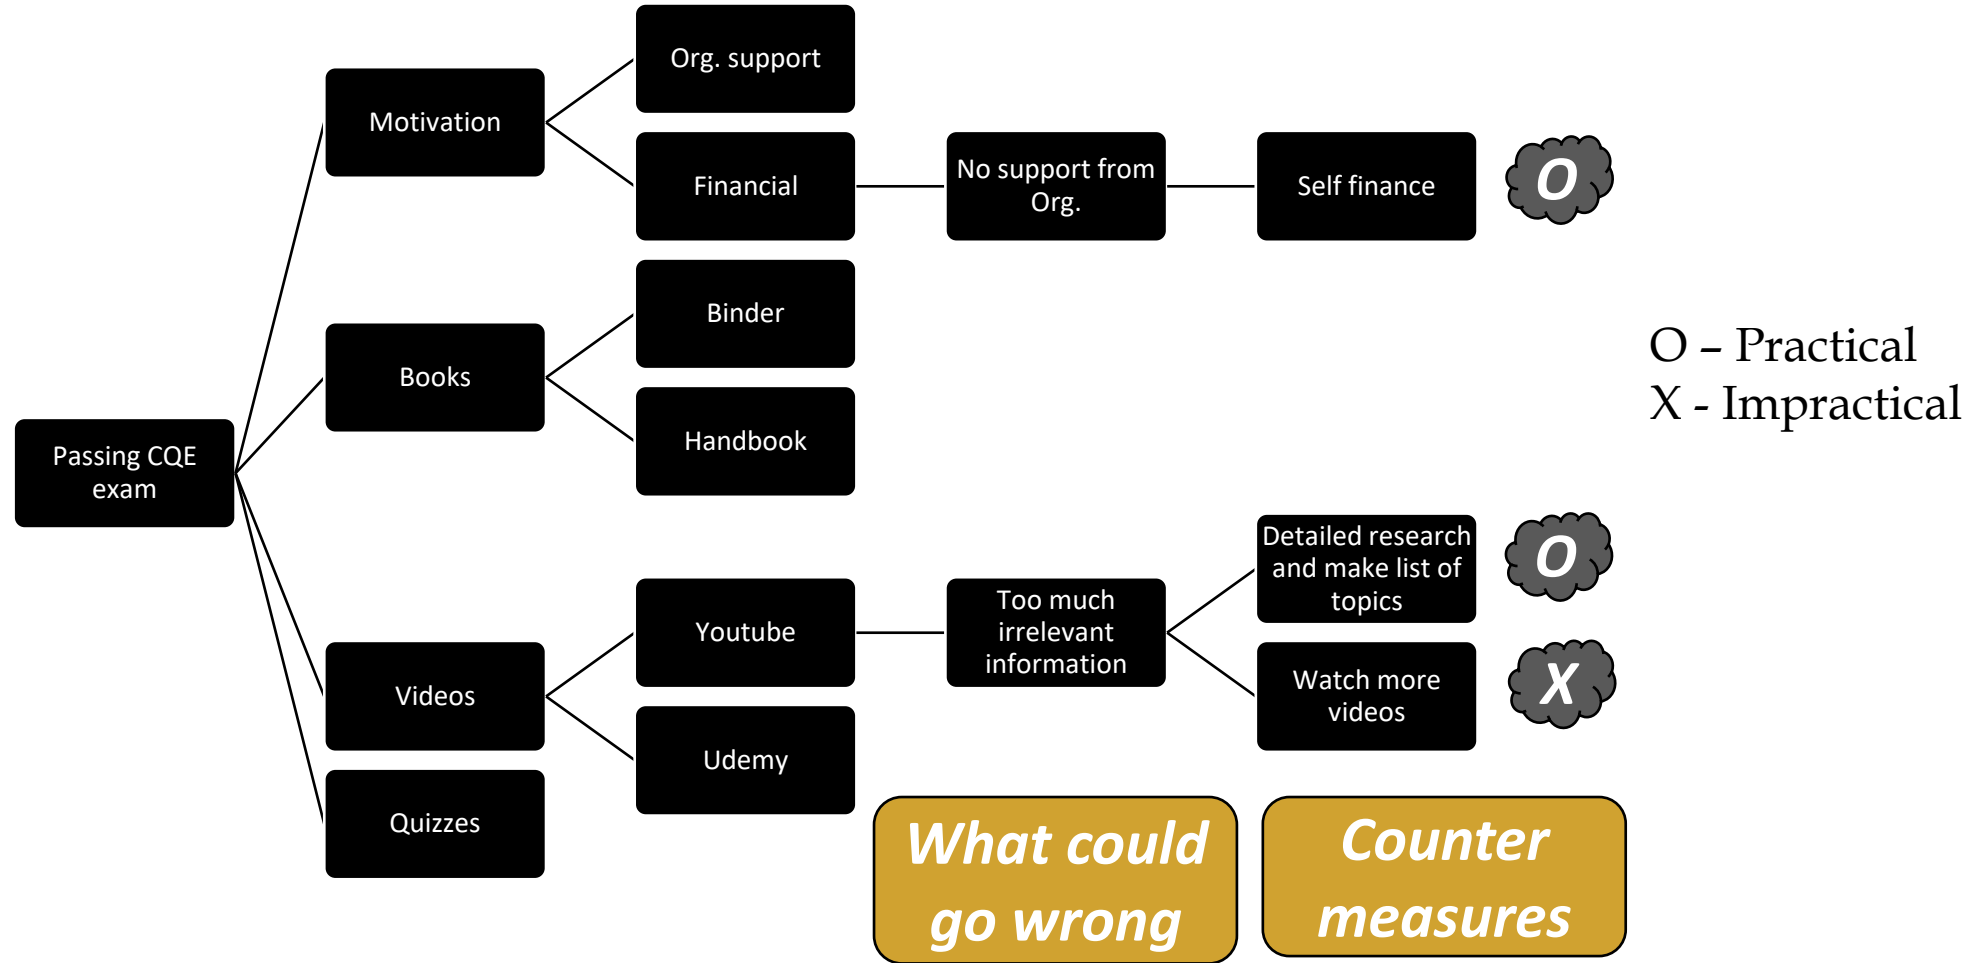 Passing CQE
exam
Motivation
Org. support
Financial
No support from
Org.
Self finance
O
Books
Binder
Handbook
Videos
Youtube
Too much
irrelevant
information
Detailed research
and make list of
topics
O
Watch more
videos
X
Udemy
Quizzes
What could
go wrong
Counter
measures
O – Practical
X - Impractical